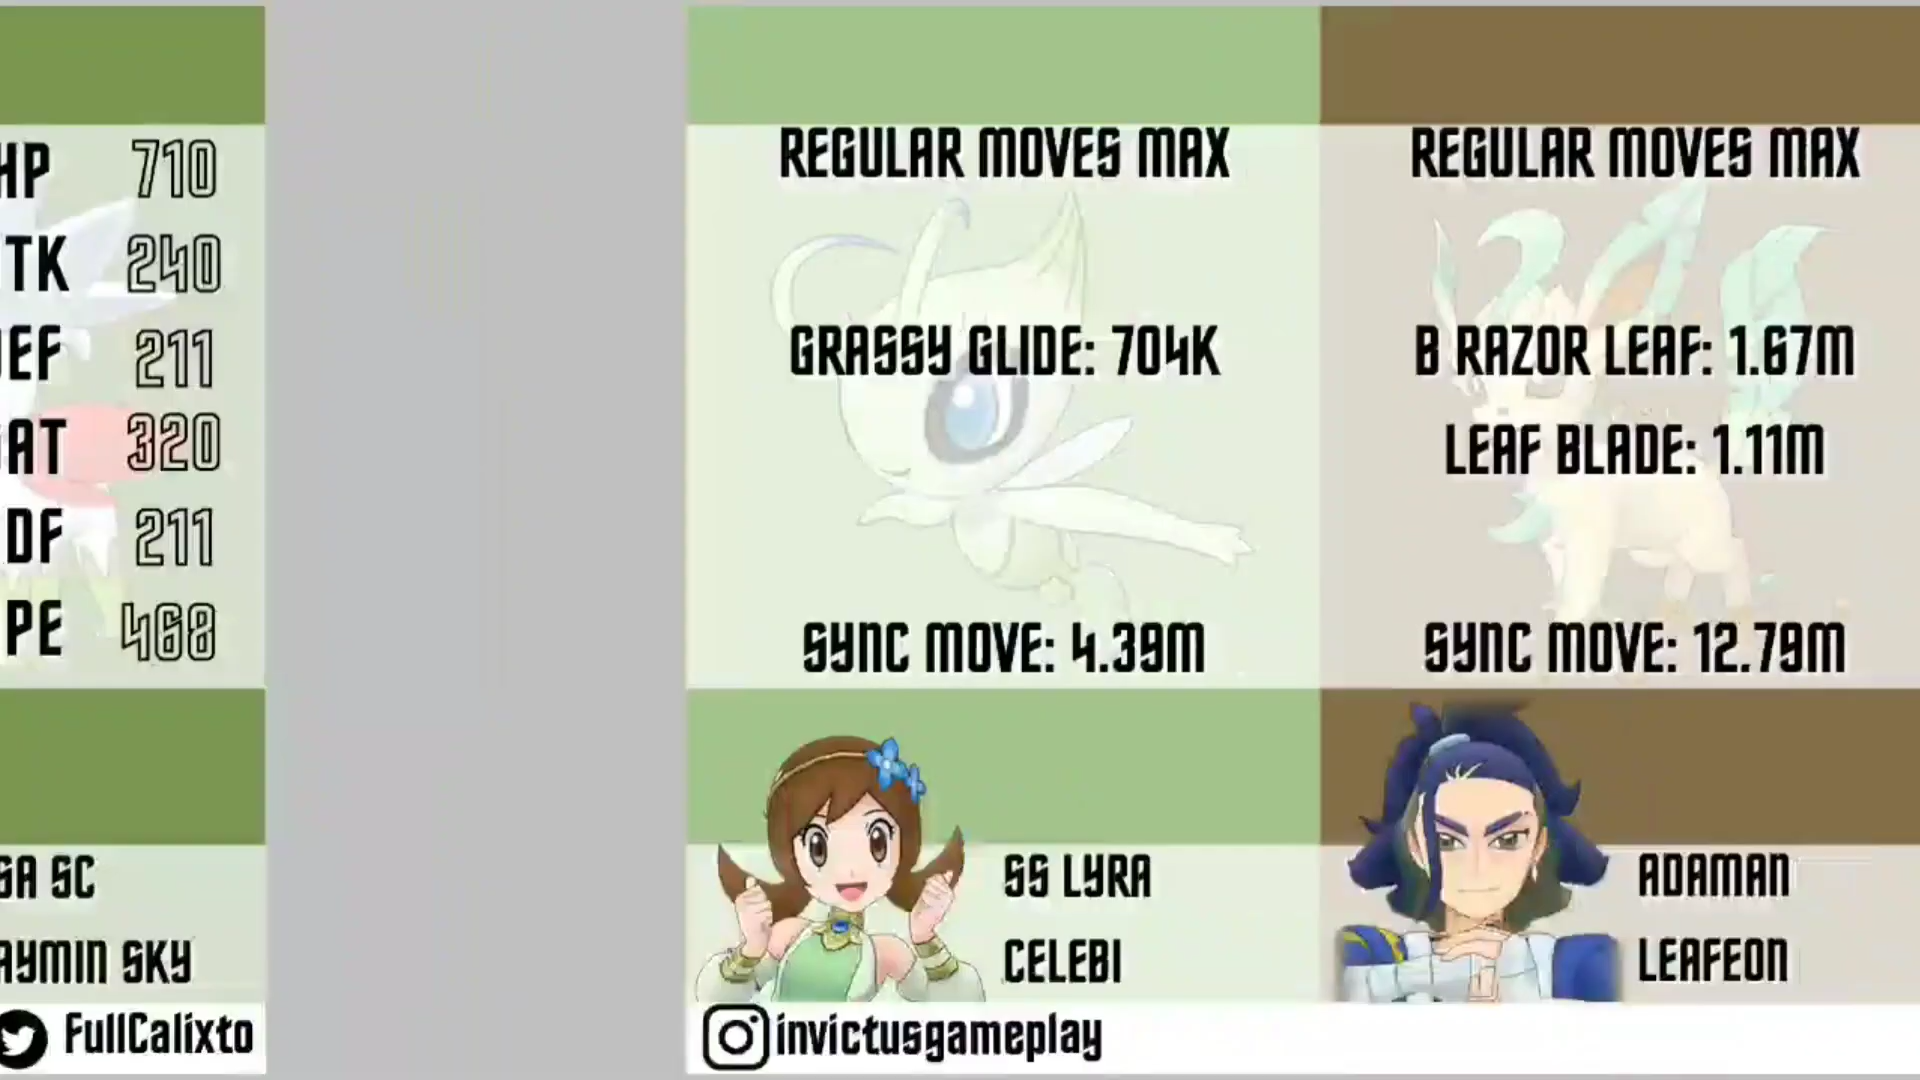 HP 710
TK 240
DEF 211
AT 320
DF 211
PE 468
SA SC
AYMIN SKY
FullCalixto
REGULAR MOVES MAX
GRASSY GLIDE: 704K
SYNC MOVE: 4.39M
SS LYRA
CELEBI
invictusgameplay
REGULAR MOVES MAX
B RAZOR LEAF: 1.67M
LEAF BLADE: 1.11M
SYNC MOVE: 12.79M
ADAMAN
LEAFEON